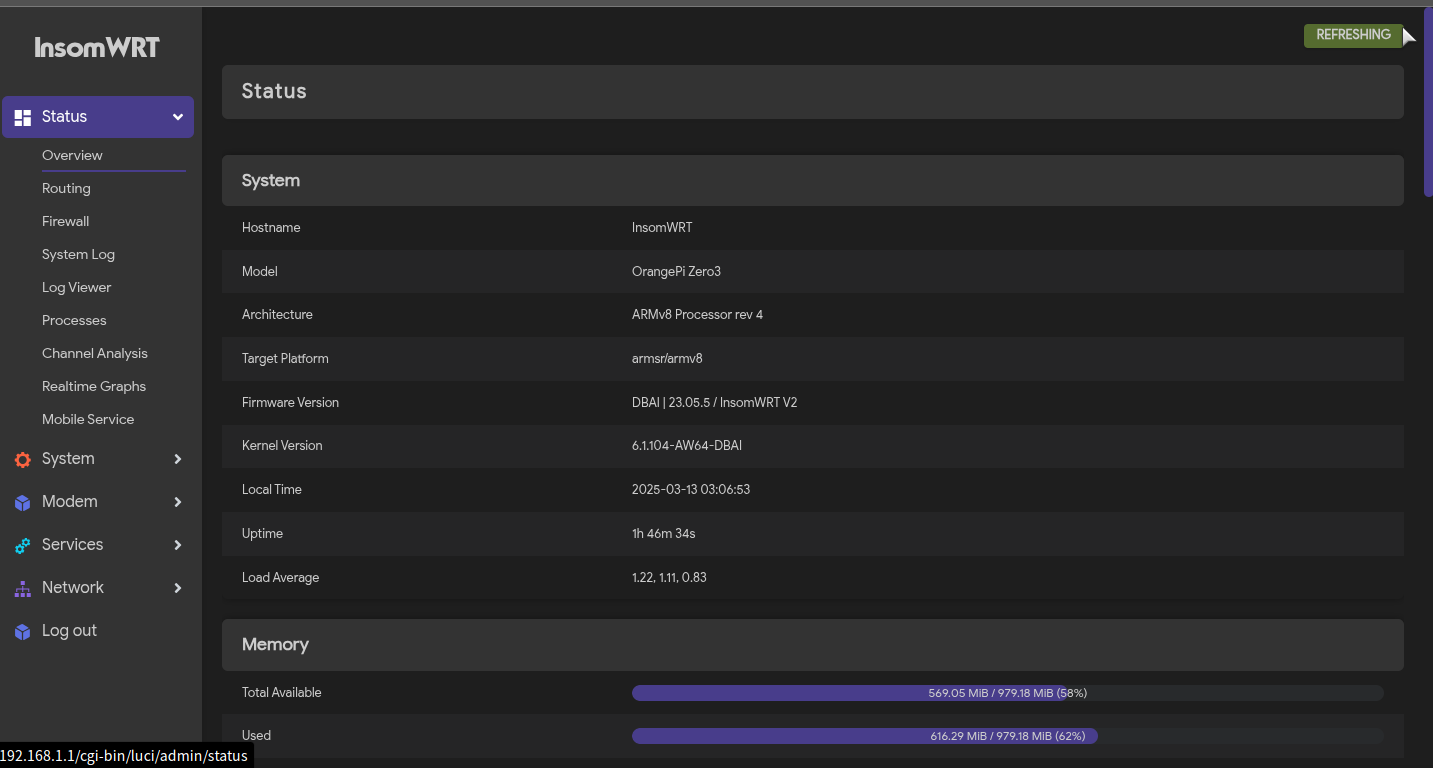 InsomWRT
REFRESHING
Status
Overview
Routing
Firewall
System Log
Log Viewer
Processes
Channel Analysis
Realtime Graphs
Mobile Service
System
Modem
Services
Network
Log out
Status
System
Hostname InsomWRT
Model OrangePi Zero3
Architecture ARMv8 Processor rev 4
Target Platform armsr/armv8
Firmware Version DBAI | 23.05.5 / InsomWRT V2
Kernel Version 6.1.104-AW64-DBAI
Local Time 2025-03-13 03:06:53
Uptime 1h 46m 34s
Load Average 1.22, 1.11, 0.83
Memory
Total Available 569.05 MiB / 979.18 MiB (58%)
Used 616.29 MiB / 979.18 MiB (62%)
192.168.1.1/cgi-bin/luci/admin/status